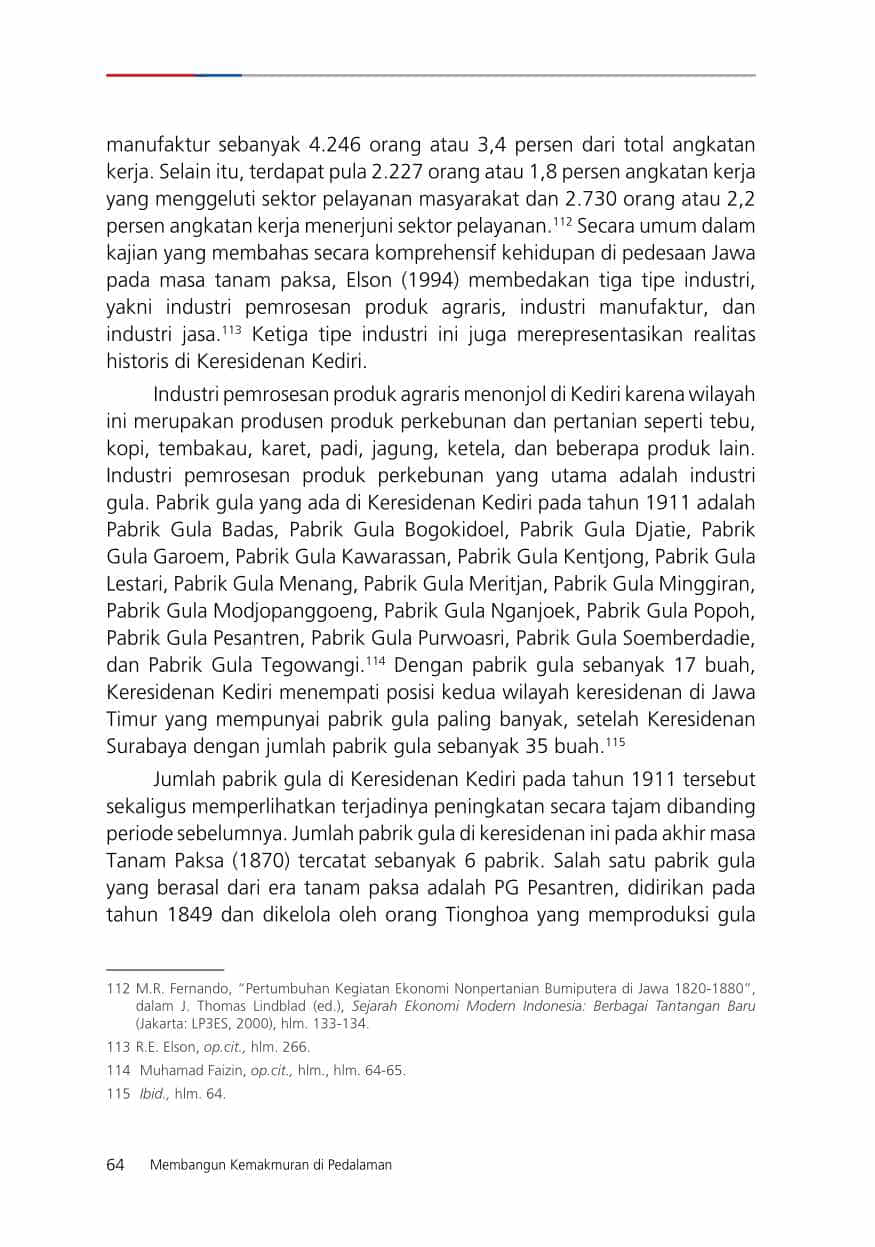 manufaktur sebanyak 4.246 orang atau 3,4 persen dari total angkatan
kerja. Selain itu, terdapat pula 2.227 orang atau 1,8 persen angkatan kerja
yang menggeluti sektor pelayanan masyarakat dan 2.730 orang atau 2,2
persen angkatan kerja menerjuni sektor pelayanan.112 Secara umum dalam
kajian yang membahas secara komprehensif kehidupan di pedesaan Jawa
pada masa tanam paksa, Elson (1994) membedakan tiga tipe industri,
yakni industri pemrosesan produk agraris, industri manufaktur, dan
industri jasa.113 Ketiga tipe industri ini juga merepresentasikan realitas
historis di Keresidenan Kediri.
Industri pemrosesan produk agraris menonjol di Kediri karena wilayah
ini merupakan produsen produk perkebunan dan pertanian seperti tebu,
kopi, tembakau, karet, padi, jagung, ketela, dan beberapa produk lain.
Industri pemrosesan produk perkebunan yang utama adalah industri
gula. Pabrik gula yang ada di Keresidenan Kediri pada tahun 1911 adalah
Pabrik Gula Badas, Pabrik Gula Bogokidoel, Pabrik Gula Djatie, Pabrik
Gula Garoem, Pabrik Gula Kawarassan, Pabrik Gula Kentjong, Pabrik Gula
Lestari, Pabrik Gula Menang, Pabrik Gula Meritjan, Pabrik Gula Minggiran,
Pabrik Gula Modjopanggoeng, Pabrik Gula Nganjoek, Pabrik Gula Popoh,
Pabrik Gula Pesantren, Pabrik Gula Purwoasri, Pabrik Gula Soemberdadie,
dan Pabrik Gula Tegowangi.114 Dengan pabrik gula sebanyak 17 buah,
Keresidenan Kediri menempati posisi kedua wilayah keresidenan di Jawa
Timur yang mempunyai pabrik gula paling banyak, setelah Keresidenan
Surabaya dengan jumlah pabrik gula sebanyak 35 buah.115
Jumlah pabrik gula di Keresidenan Kediri pada tahun 1911 tersebut
sekaligus memperlihatkan terjadinya peningkatan secara tajam dibanding
periode sebelumnya. Jumlah pabrik gula di keresidenan ini pada akhir masa
Tanam Paksa (1870) tercatat sebanyak 6 pabrik. Salah satu pabrik gula
yang berasal dari era tanam paksa adalah PG Pesantren, didirikan pada
tahun 1849 dan dikelola oleh orang Tionghoa yang memproduksi gula
112 M.R. Fernando, “Pertumbuhan Kegiatan Ekonomi Nonpertanian Bumiputera di Jawa 1820-1880”,
dalam J. Thomas Lindblad (ed.), Sejarah Ekonomi Modern Indonesia: Berbagai Tantangan Baru
(Jakarta: LP3ES, 2000), hlm. 133-134.
113 R.E. Elson, op.cit., hlm. 266.
114 Muhamad Faizin, op.cit., hlm., hlm. 64-65.
115 Ibid., hlm. 64.
64 Membangun Kemakmuran di Pedalaman